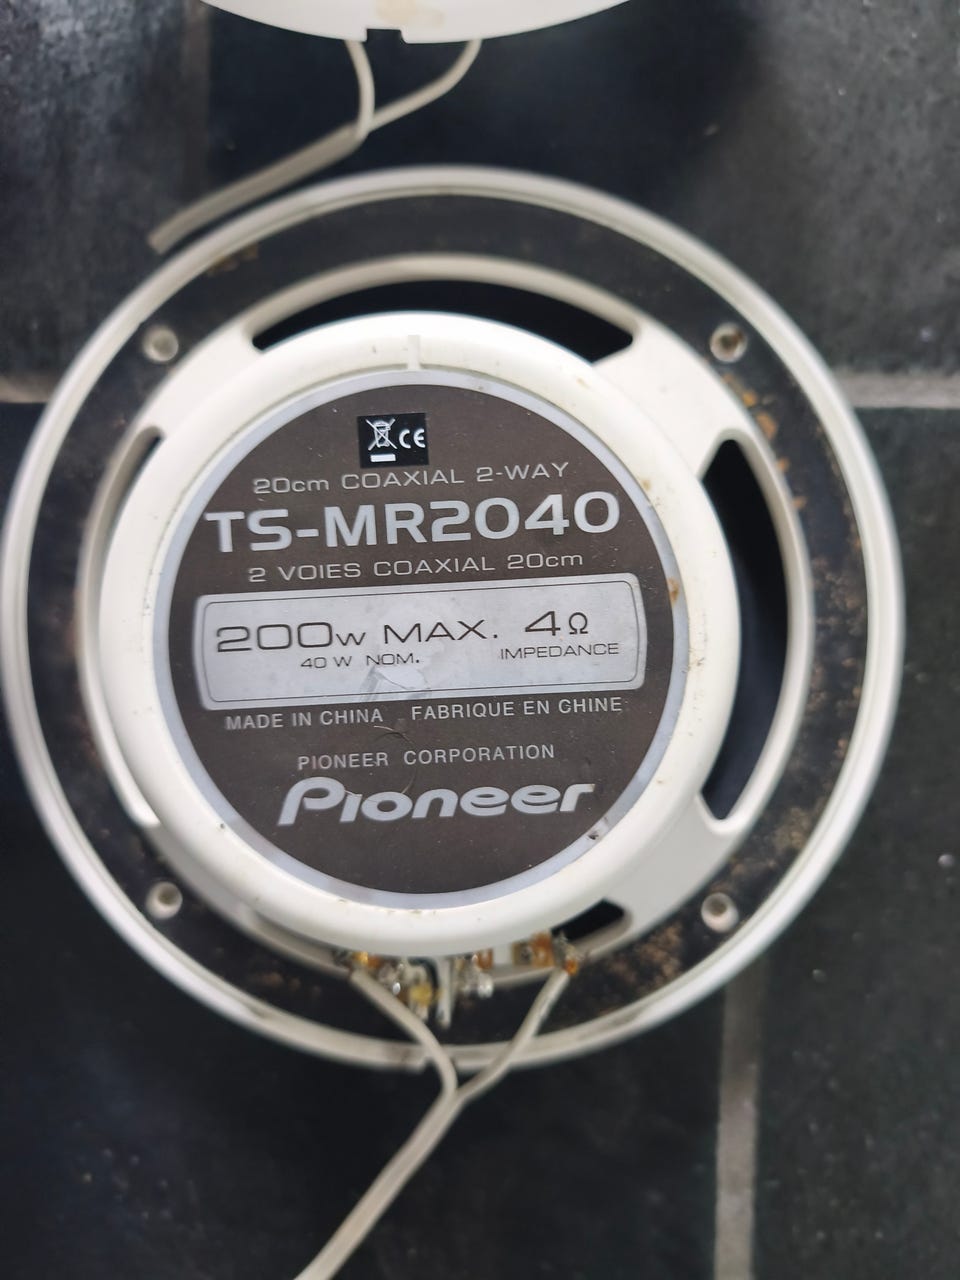 CE
20cm COAXIAL 2-WAY
TS-MR2040
2 VOIES COAXIAL 20cm
200W MAX. 4Ω
40 W NOM. IMPEDANCE
MADE IN CHINA FABRIQUE EN CHINE
PIONEER CORPORATION
Pioneer